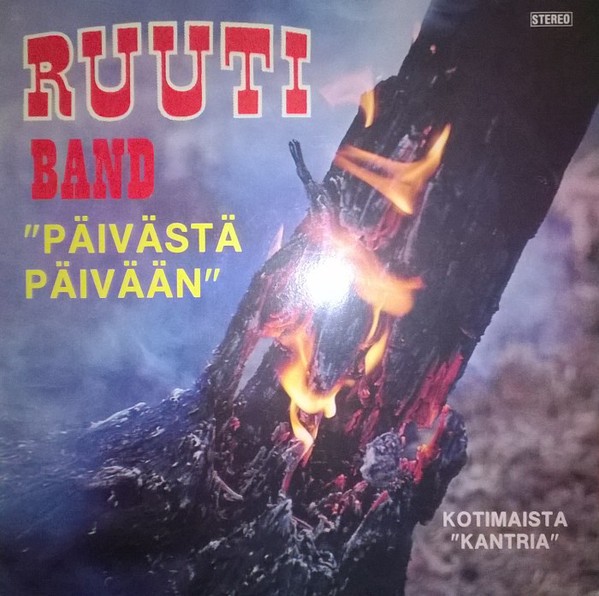 STEREO
RUUTI
BAND
"PÄIVÄSTÄ
PÄIVÄÄN"
KOTIMAISTA
"KANTRIA"